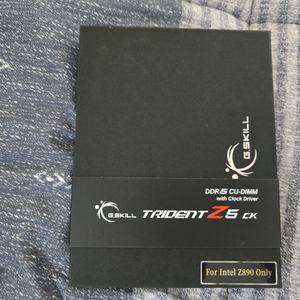 G.SKILL
DDR5 CU-DIMM
with Clock Driver
G.SKILL TRIDENT Z5 CK
For Intel Z890 Only